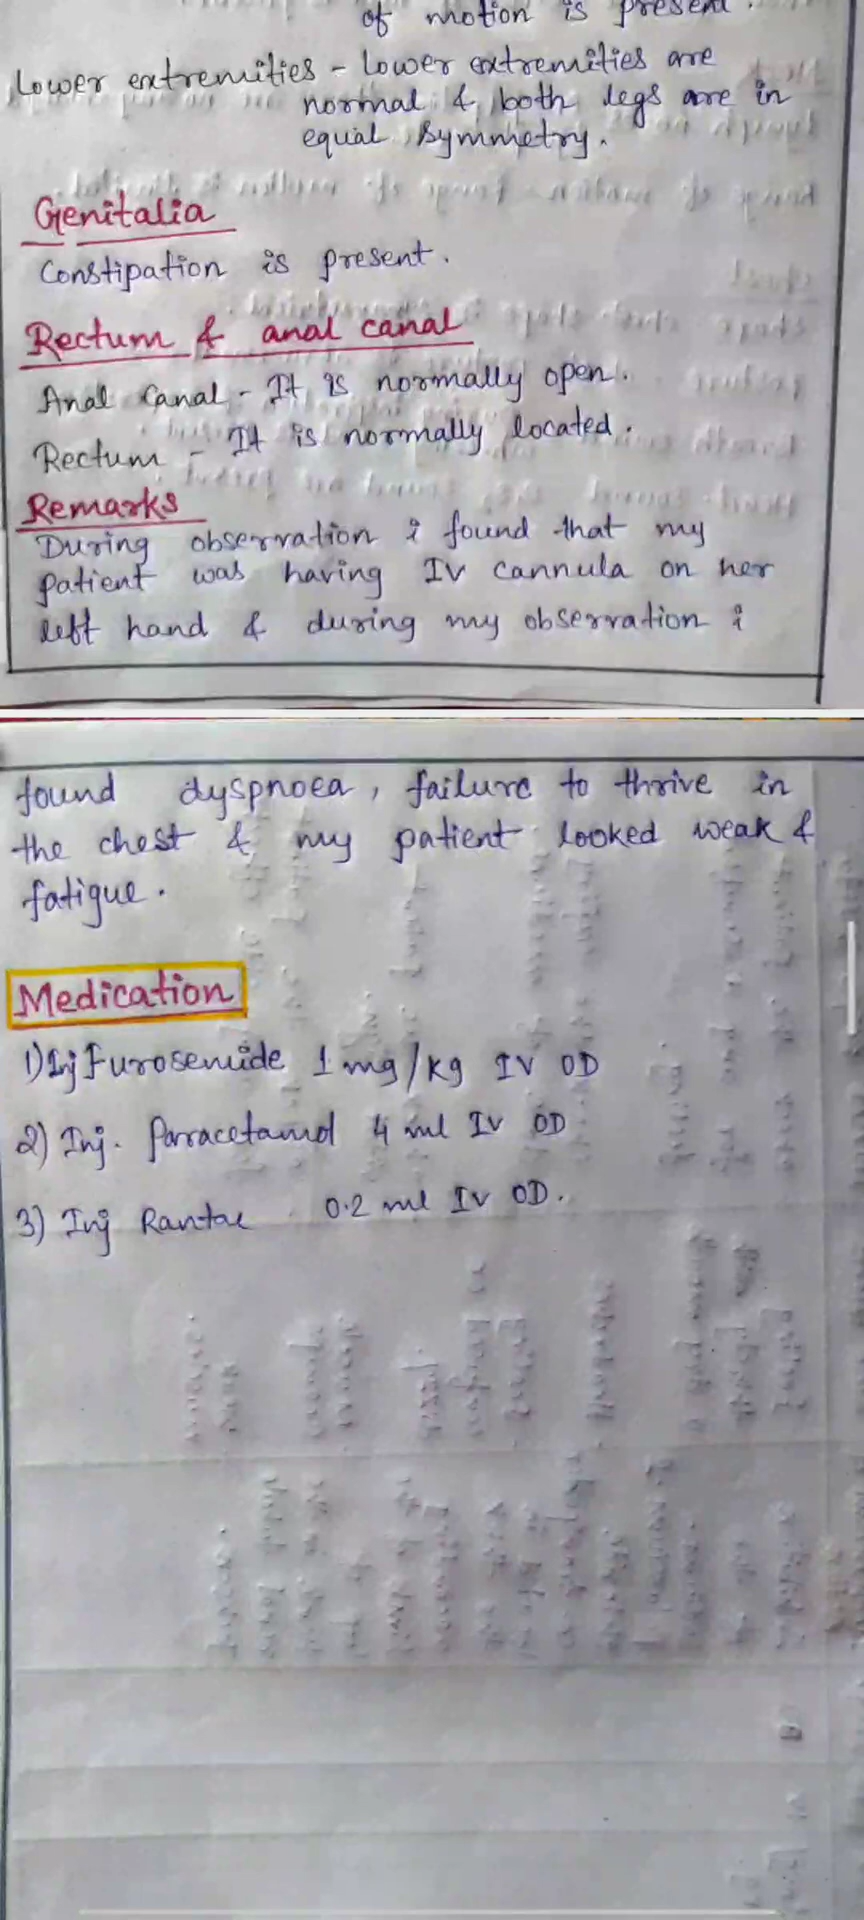 of motion is present.
Lower extremities - Lower extremities are
normal & both legs are in
equal symmetry.
Genitalia
Constipation is present.
Rectum & anal canal
Anal Canal - It is normally open.
Rectum - It is normally located.
Remarks
During observation i found that my
patient was having IV cannula on her
left hand & during my observation i
found dyspnoea, failure to thrive in
the chest & my patient looked weak &
fatigue.
Medication
1) Inj Furosemide 1 mg/kg IV OD
2) Inj. Parracetamol 4 ml IV OD
3) Inj Rantac 0.2 ml IV OD.